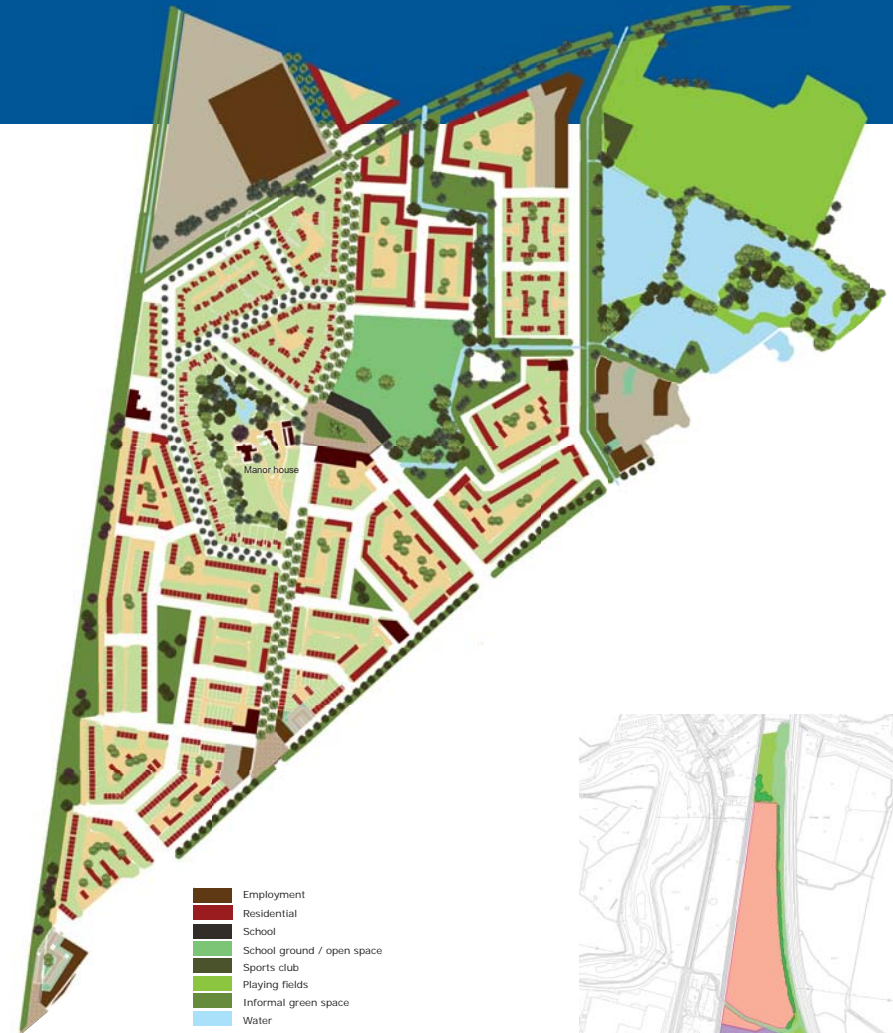 Manor house
Employment
Residential
School
School ground / open space
Sports club
Playing fields
Informal green space
Water